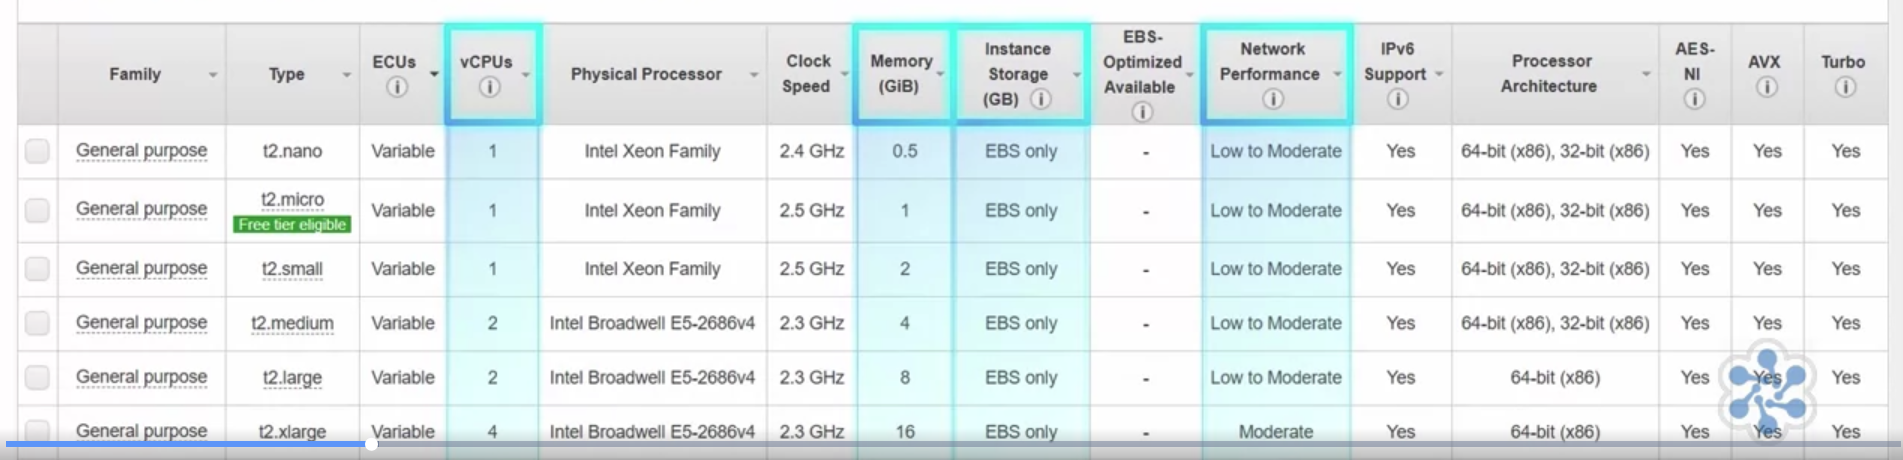 Family Type ECUs vCPUs Physical Processor Clock Speed Memory (GiB) Instance Storage (GB) EBS-Optimized Available Network Performance IPv6 Support Processor Architecture AES-NI AVX Turbo
General purpose t2.nano Variable 1 Intel Xeon Family 2.4 GHz 0.5 EBS only - Low to Moderate Yes 64-bit (x86), 32-bit (x86) Yes Yes Yes
General purpose t2.micro Free tier eligible Variable 1 Intel Xeon Family 2.5 GHz 1 EBS only - Low to Moderate Yes 64-bit (x86), 32-bit (x86) Yes Yes Yes
General purpose t2.small Variable 1 Intel Xeon Family 2.5 GHz 2 EBS only - Low to Moderate Yes 64-bit (x86), 32-bit (x86) Yes Yes Yes
General purpose t2.medium Variable 2 Intel Broadwell E5-2686v4 2.3 GHz 4 EBS only - Low to Moderate Yes 64-bit (x86), 32-bit (x86) Yes Yes Yes
General purpose t2.large Variable 2 Intel Broadwell E5-2686v4 2.3 GHz 8 EBS only - Low to Moderate Yes 64-bit (x86) Yes Yes Yes
General purpose t2.xlarge Variable 4 Intel Broadwell E5-2686v4 2.3 GHz 16 EBS only - Moderate Yes 64-bit (x86) Yes Yes Yes